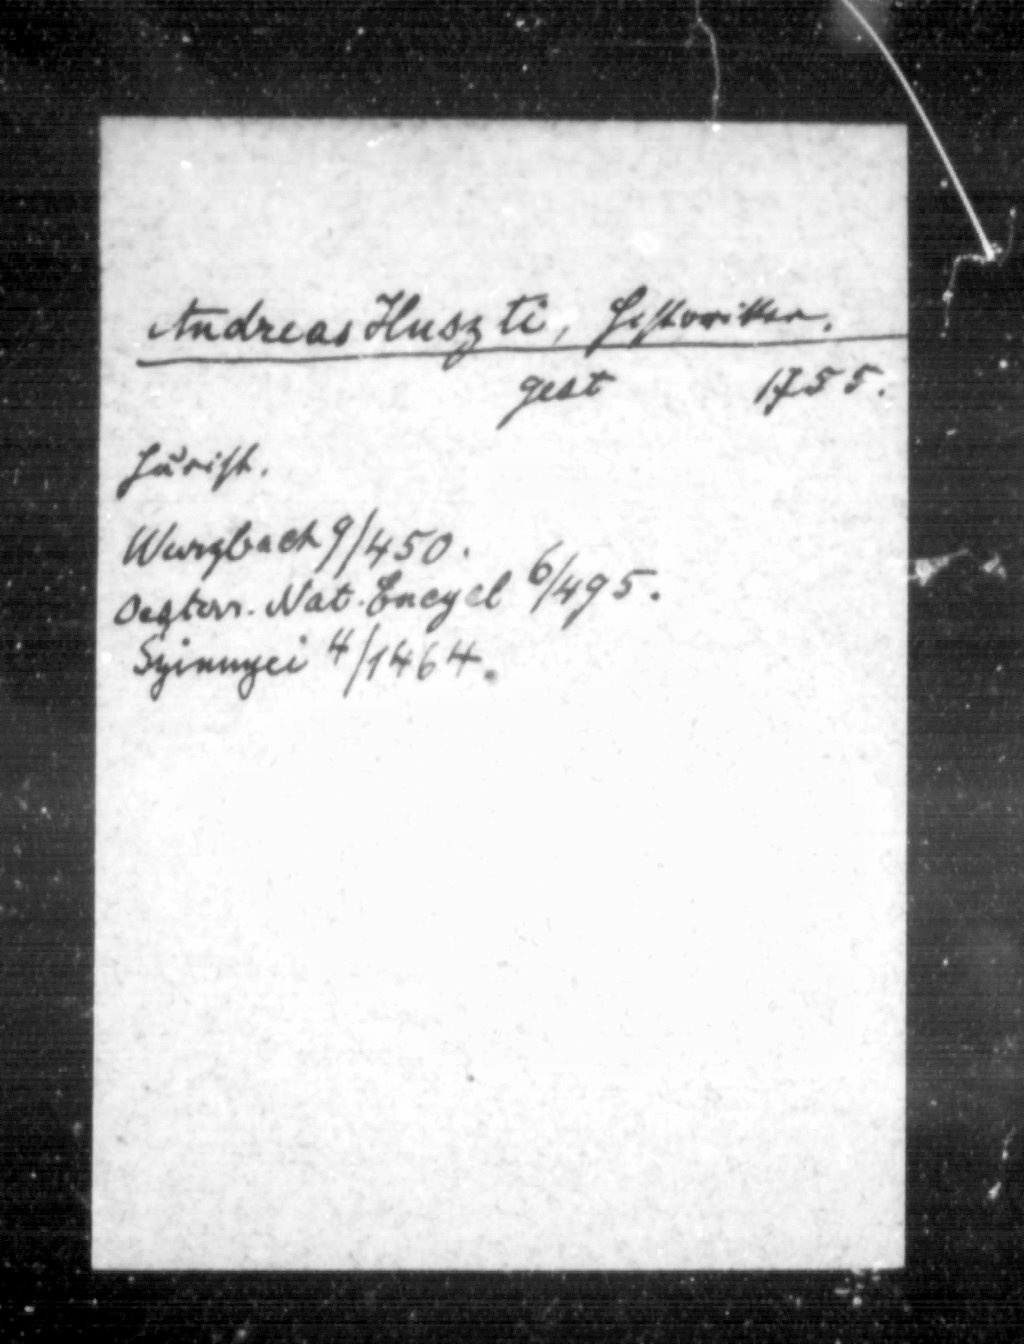 Andreas Huszti, Historiker.
gest 1755.
Jurist.
Wurzbach 9/450.
Oesterr. Nat. Encycl 6/495.
Szinnyei 4/1464.